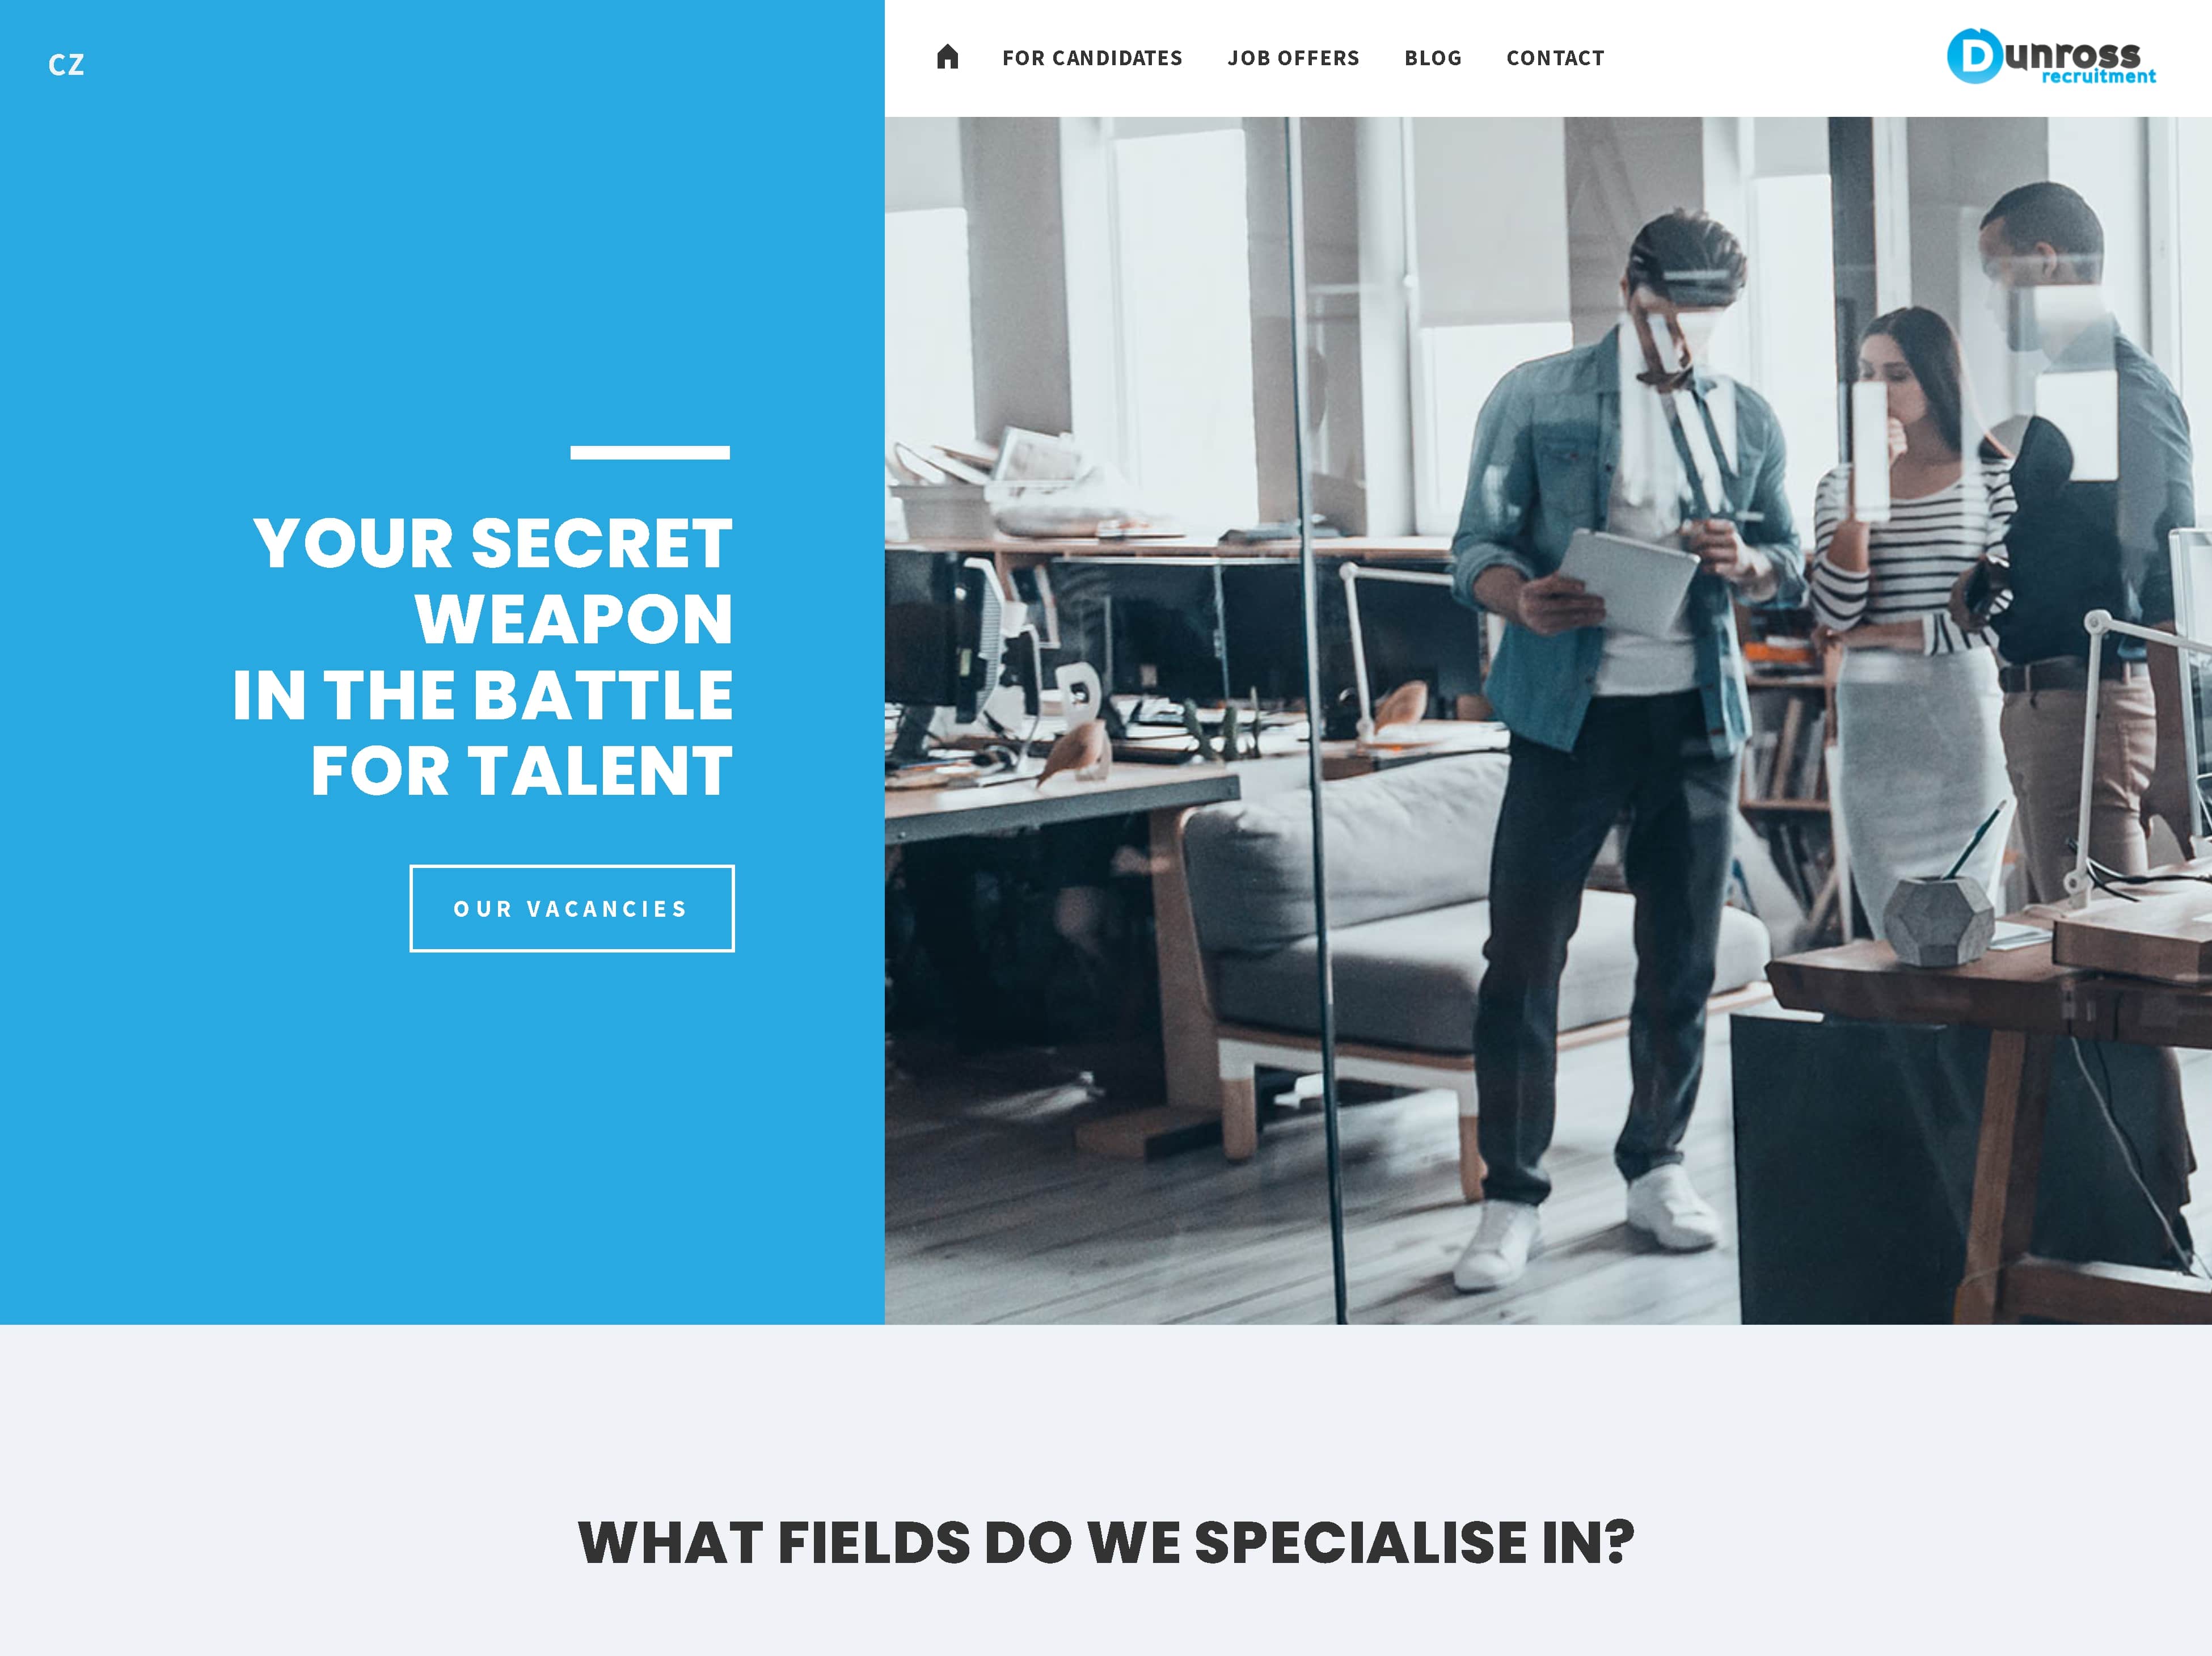 CZ
FOR CANDIDATES
JOB OFFERS
BLOG
CONTACT
Dunross
recruitment
YOUR SECRET
WEAPON
IN THE BATTLE
FOR TALENT
OUR VACANCIES
WHAT FIELDS DO WE SPECIALISE IN?